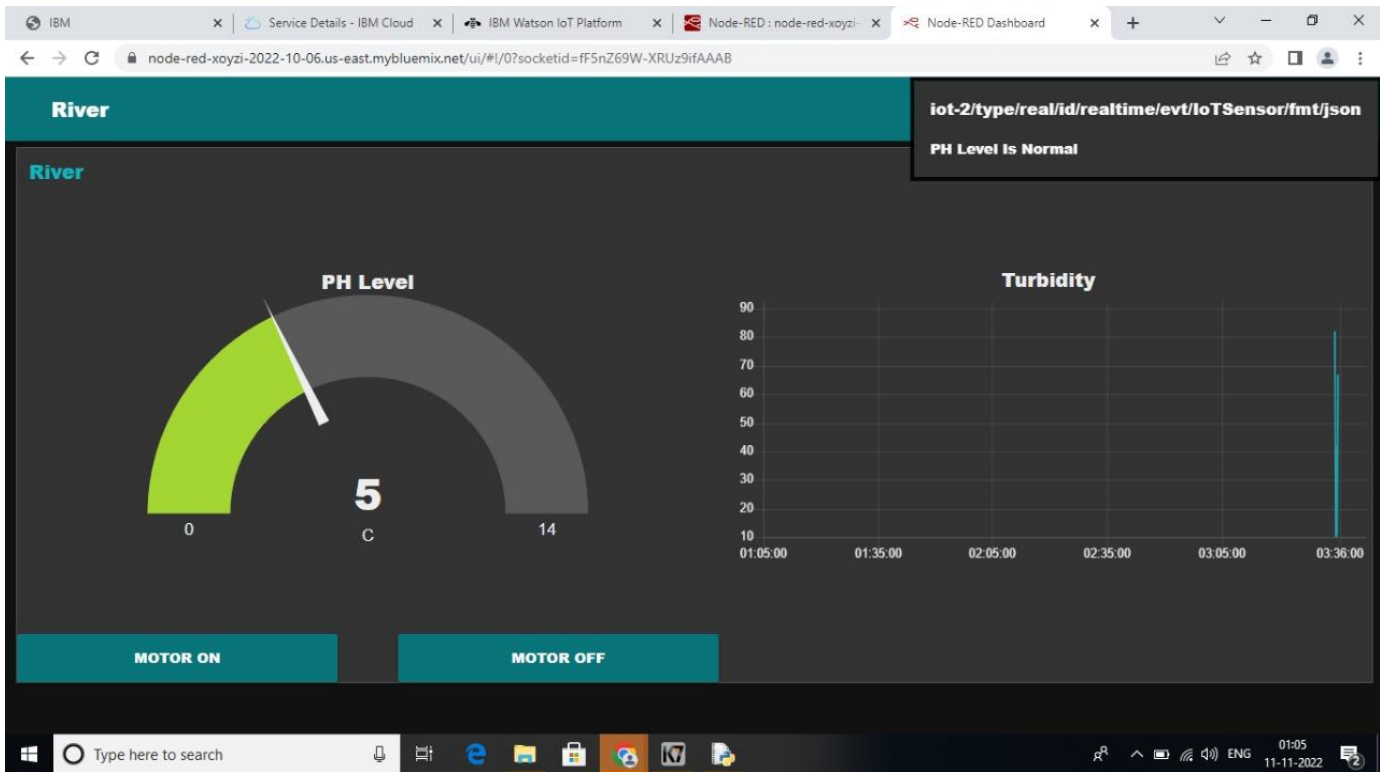 IBM
Service Details - IBM Cloud
IBM Watson IoT Platform
Node-RED : node-red-xoyzi-
Node-RED Dashboard
node-red-xoyzi-2022-10-06.us-east.mybluemix.net/ui/#!/0?socketid=fF5nZ69W-XRUz9ifAAAB
River
iot-2/type/real/id/realtime/evt/IoTSensor/fmt/json
PH Level Is Normal
River
PH Level
5
C
0
14
Turbidity
90
80
70
60
50
40
30
20
10
01:05:00 01:35:00 02:05:00 02:35:00 03:05:00 03:36:00
MOTOR ON
MOTOR OFF
Type here to search
K7
ENG
01:05
11-11-2022
2